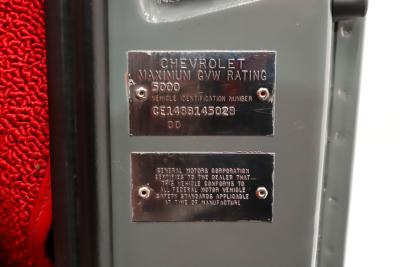 CHEVROLET
MAXIMUM GVW RATING
5000
VEHICLE IDENTIFICATION NUMBER
CE143B145028
DD
GENERAL MOTORS CORPORATION
CERTIFIES TO THE DEALER THAT
THIS VEHICLE CONFORMS TO
ALL FEDERAL MOTOR VEHICLE
SAFETY STANDARDS APPLICABLE
AT TIME OF MANUFACTURE